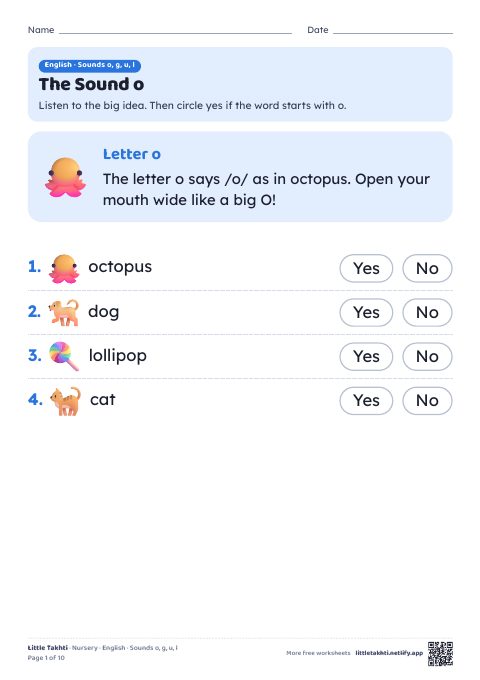 Name
Date
English · Sounds o, g, u, l
The Sound o
Listen to the big idea. Then circle yes if the word starts with o.
Letter o
The letter o says /o/ as in octopus. Open your
mouth wide like a big O!
1. octopus Yes No
2. dog Yes No
3. lollipop Yes No
4. cat Yes No
Little Takhti · Nursery · English · Sounds o, g, u, l
Page 1 of 10
More free worksheets · littletakhti.netlify.app